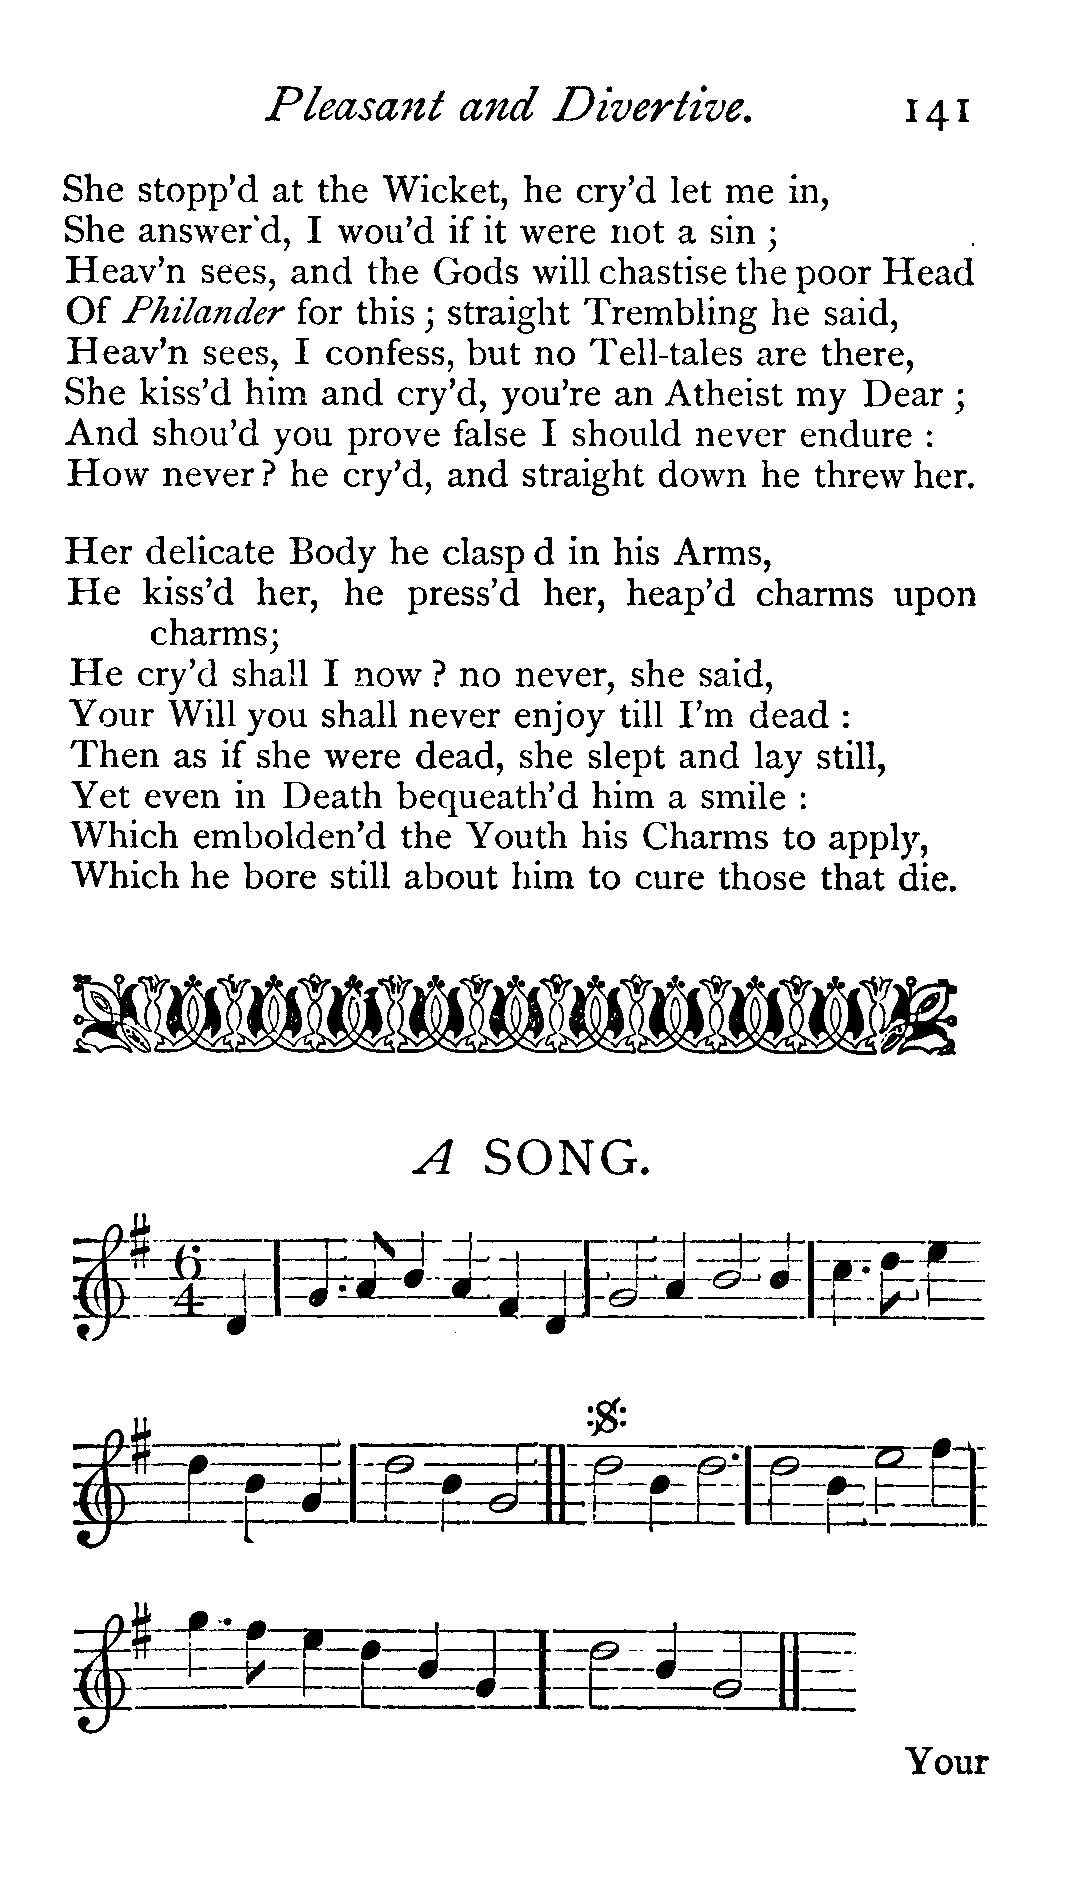 Pleasant and Divertive. 141
She stopp'd at the Wicket, he cry'd let me in,
She answer'd, I wou'd if it were not a sin ;
Heav'n sees, and the Gods will chastise the poor Head
Of Philander for this ; straight Trembling he said,
Heav'n sees, I confess, but no Tell-tales are there,
She kiss'd him and cry'd, you're an Atheist my Dear ;
And shou'd you prove false I should never endure :
How never ? he cry'd, and straight down he threw her.
Her delicate Body he clasp d in his Arms,
He kiss'd her, he press'd her, heap'd charms upon
charms;
He cry'd shall I now ? no never, she said,
Your Will you shall never enjoy till I'm dead :
Then as if she were dead, she slept and lay still,
Yet even in Death bequeath'd him a smile :
Which embolden'd the Youth his Charms to apply,
Which he bore still about him to cure those that die.
A SONG.
6
4
Your